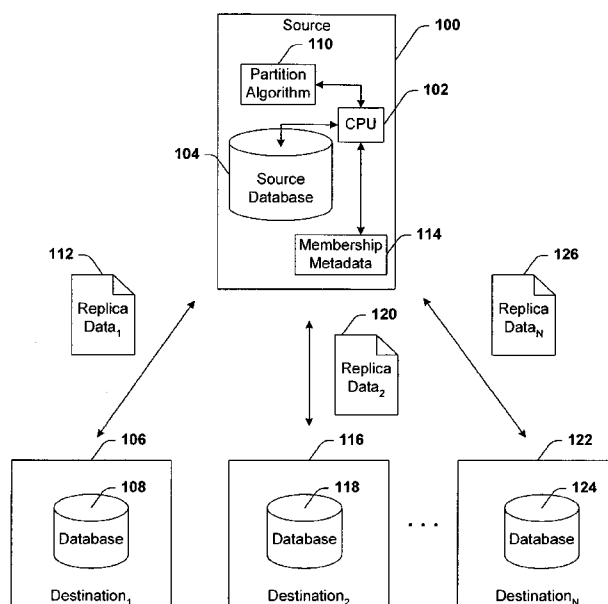 Source
100
110
Partition
Algorithm
102
CPU
104
Source
Database
114
Membership
Metadata
112
Replica
Data1
120
Replica
Data2
126
Replica
DataN
106
108
Database
Destination1
116
118
Database
Destination2
. . .
122
124
Database
DestinationN